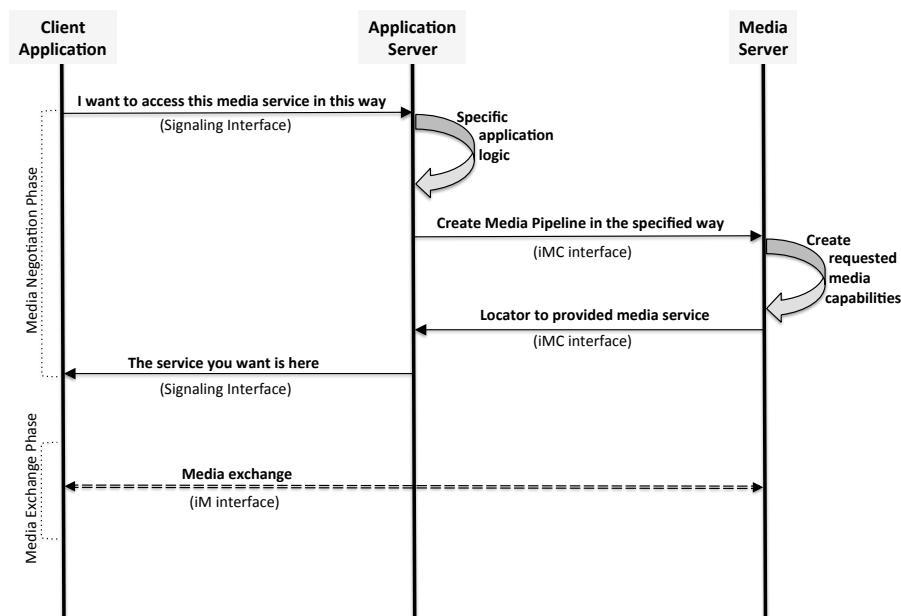 Client
Application
Application
Server
Media
Server
I want to access this media service in this way
(Signaling Interface)
Specific
application
logic
Create Media Pipeline in the specified way
(iMC interface)
Create
requested
media
capabilities
Locator to provided media service
(iMC interface)
The service you want is here
(Signaling Interface)
Media Negotiation Phase
Media exchange
(iM interface)
Media Exchange Phase